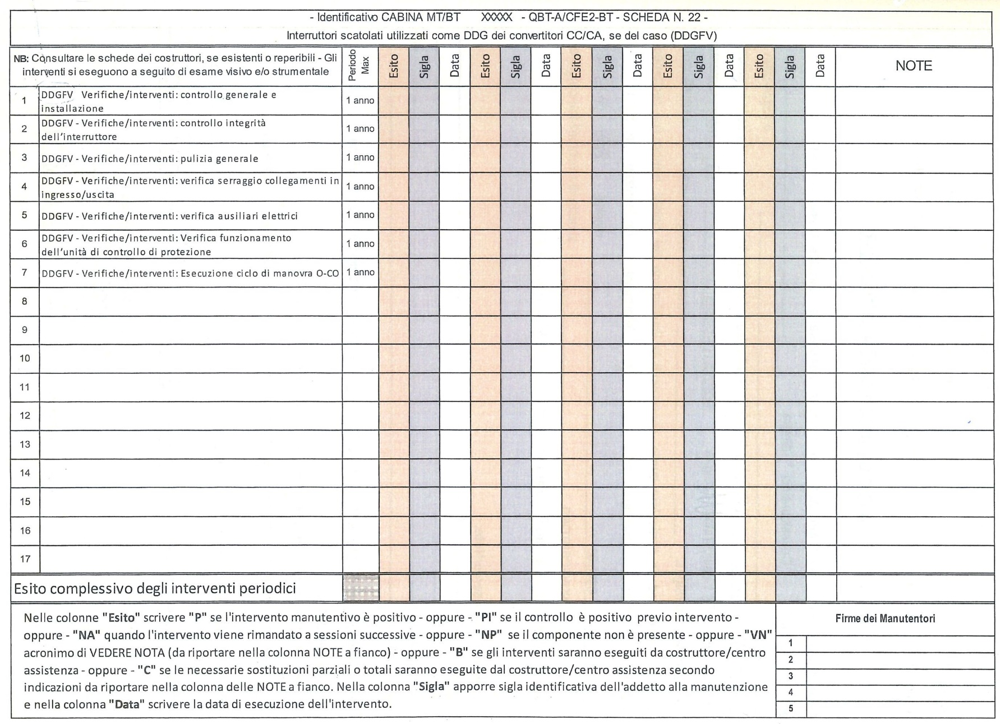 - Identificativo CABINA MT/BT XXXXX - QBT-A/CFE2-BT - SCHEDA N. 22 -
Interruttori scatolati utilizzati come DDG dei convertitori CC/CA, se del caso (DDGFV)
NB: Consultare le schede dei costruttori, se esistenti o reperibili - Gli
interventi si eseguono a seguito di esame visivo e/o strumentale
Periodo
Max
Esito
Sigla
Data
Esito
Sigla
Data
Esito
Sigla
Data
Esito
Sigla
Data
Esito
Sigla
Data
NOTE
1
DDGFV Verifiche/interventi: controllo generale e
installazione
1 anno
2
DDGFV - Verifiche/interventi: controllo integrità
dell'interruttore
1 anno
3
DDGFV - Verifiche/interventi: pulizia generale
1 anno
4
DDGFV - Verifiche/interventi: verifica serraggio collegamenti in
ingresso/uscita
1 anno
5
DDGFV - Verifiche/interventi: verifica ausiliari elettrici
1 anno
6
DDGFV - Verifiche/interventi: Verifica funzionamento
dell'unità di controllo di protezione
1 anno
7
DDGFV - Verifiche/interventi: Esecuzione ciclo di manovra O-CO
1 anno
8
9
10
11
12
13
14
15
16
17
Esito complessivo degli interventi periodici
Nelle colonne "Esito" scrivere "P" se l'intervento manutentivo è positivo - oppure - "PI" se il controllo è positivo previo intervento -
oppure - "NA" quando l'intervento viene rimandato a sessioni successive - oppure - "NP" se il componente non è presente - oppure - "VN"
acronimo di VEDERE NOTA (da riportare nella colonna NOTE a fianco) - oppure - "B" se gli interventi saranno eseguiti da costruttore/centro
assistenza - oppure - "C" se le necessarie sostituzioni parziali o totali saranno eseguite dal costruttore/centro assistenza secondo
indicazioni da riportare nella colonna delle NOTE a fianco. Nella colonna "Sigla" apporre sigla identificativa dell'addetto alla manutenzione
e nella colonna "Data" scrivere la data di esecuzione dell'intervento.
Firme dei Manutentori
1
2
3
4
5